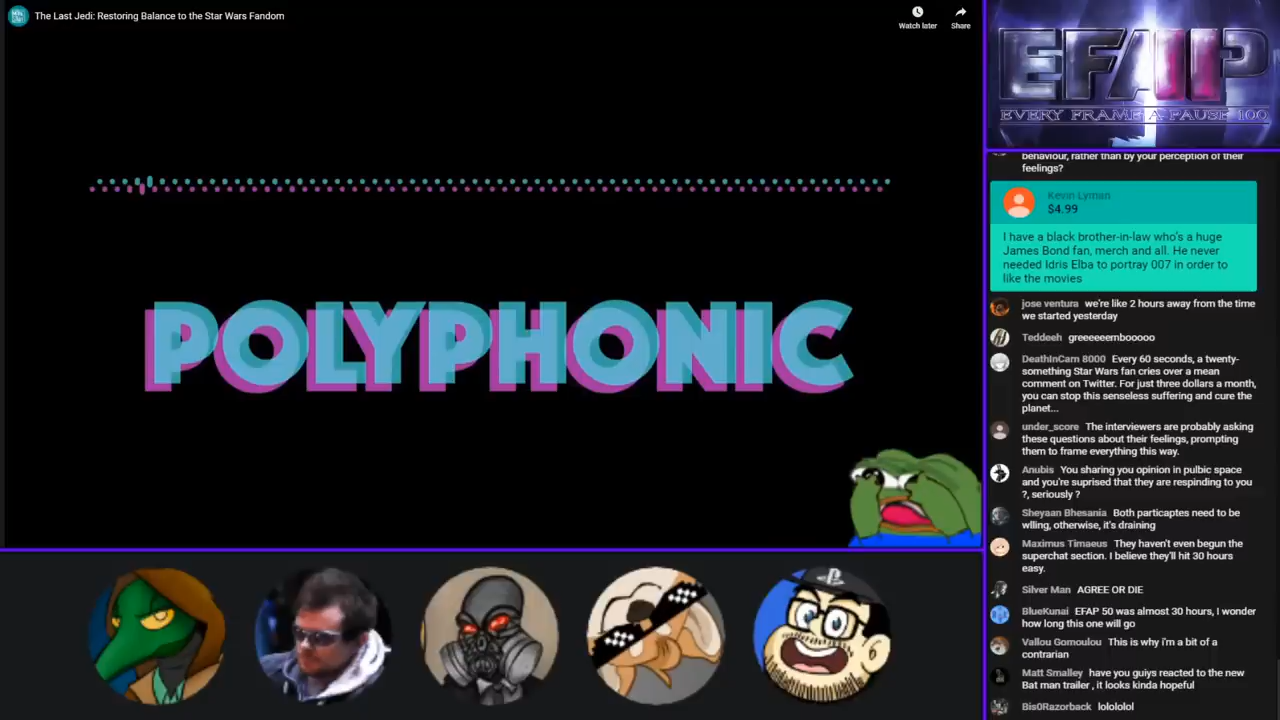 The Last Jedi: Restoring Balance to the Star Wars Fandom
Watch later
Share
POLYPHONIC
EFAP
EVERY FRAME A PAUSE 100
behaviour, rather than by your perception of their
feelings?
Kevin Lyman
$4.99
I have a black brother-in-law who's a huge
James Bond fan, merch and all. He never
needed Idris Elba to portray 007 in order to
like the movies
jose ventura we're like 2 hours away from the time
we started yesterday
Teddeeh greeeeeernboooo
DeathInCam 8000 Every 60 seconds, a twenty-
something Star Wars fan cries over a mean
comment on Twitter. For just three dollars a month,
you can stop this senseless suffering and cure the
planet...
under_score The interviewers are probably asking
these questions about their feelings, prompting
them to frame everything this way.
Anubis You sharing you opinion in pulbic space
and you're suprised that they are respinding to you
?, seriously ?
Sheyaan Bhesania Both particaptes need to be
wlling, otherwise, it's draining
Maximus Timaeus They haven't even begun the
superchat section. I believe they'll hit 30 hours
easy.
Silver Man AGREE OR DIE
BlueKunai EFAP 50 was almost 30 hours, I wonder
how long this one will go
Vallou Gomoulou This is why i'm a bit of a
contrarian
Matt Smalley have you guiys reacted to the new
Bat man trailer , it looks kinda hopeful
Bis0Razorback lolololol